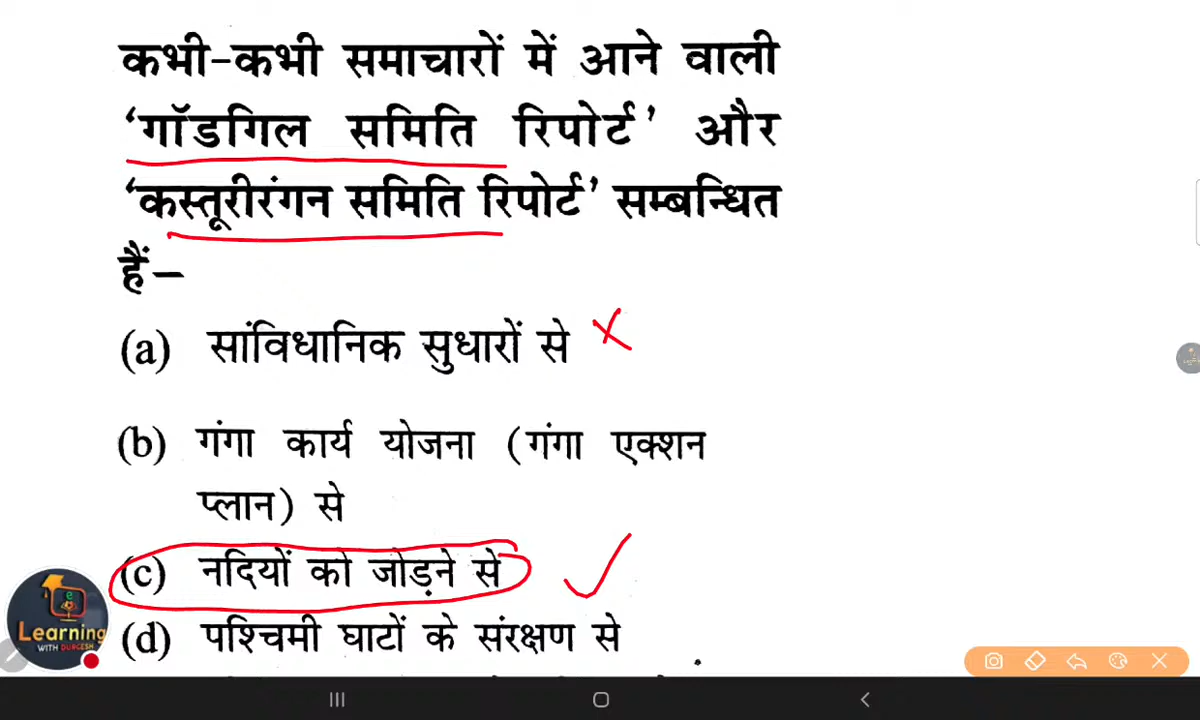 कभी-कभी समाचारों में आने वाली
'गॉडगिल समिति रिपोर्ट' और
'कस्तूरीरंगन समिति रिपोर्ट' सम्बन्धित
हैं–
(a) सांविधानिक सुधारों से
(b) गंगा कार्य योजना (गंगा एक्शन
प्लान) से
(c) नदियों को जोड़ने से
(d) पश्चिमी घाटों के संरक्षण से
e
Learning
WITH DURGESH